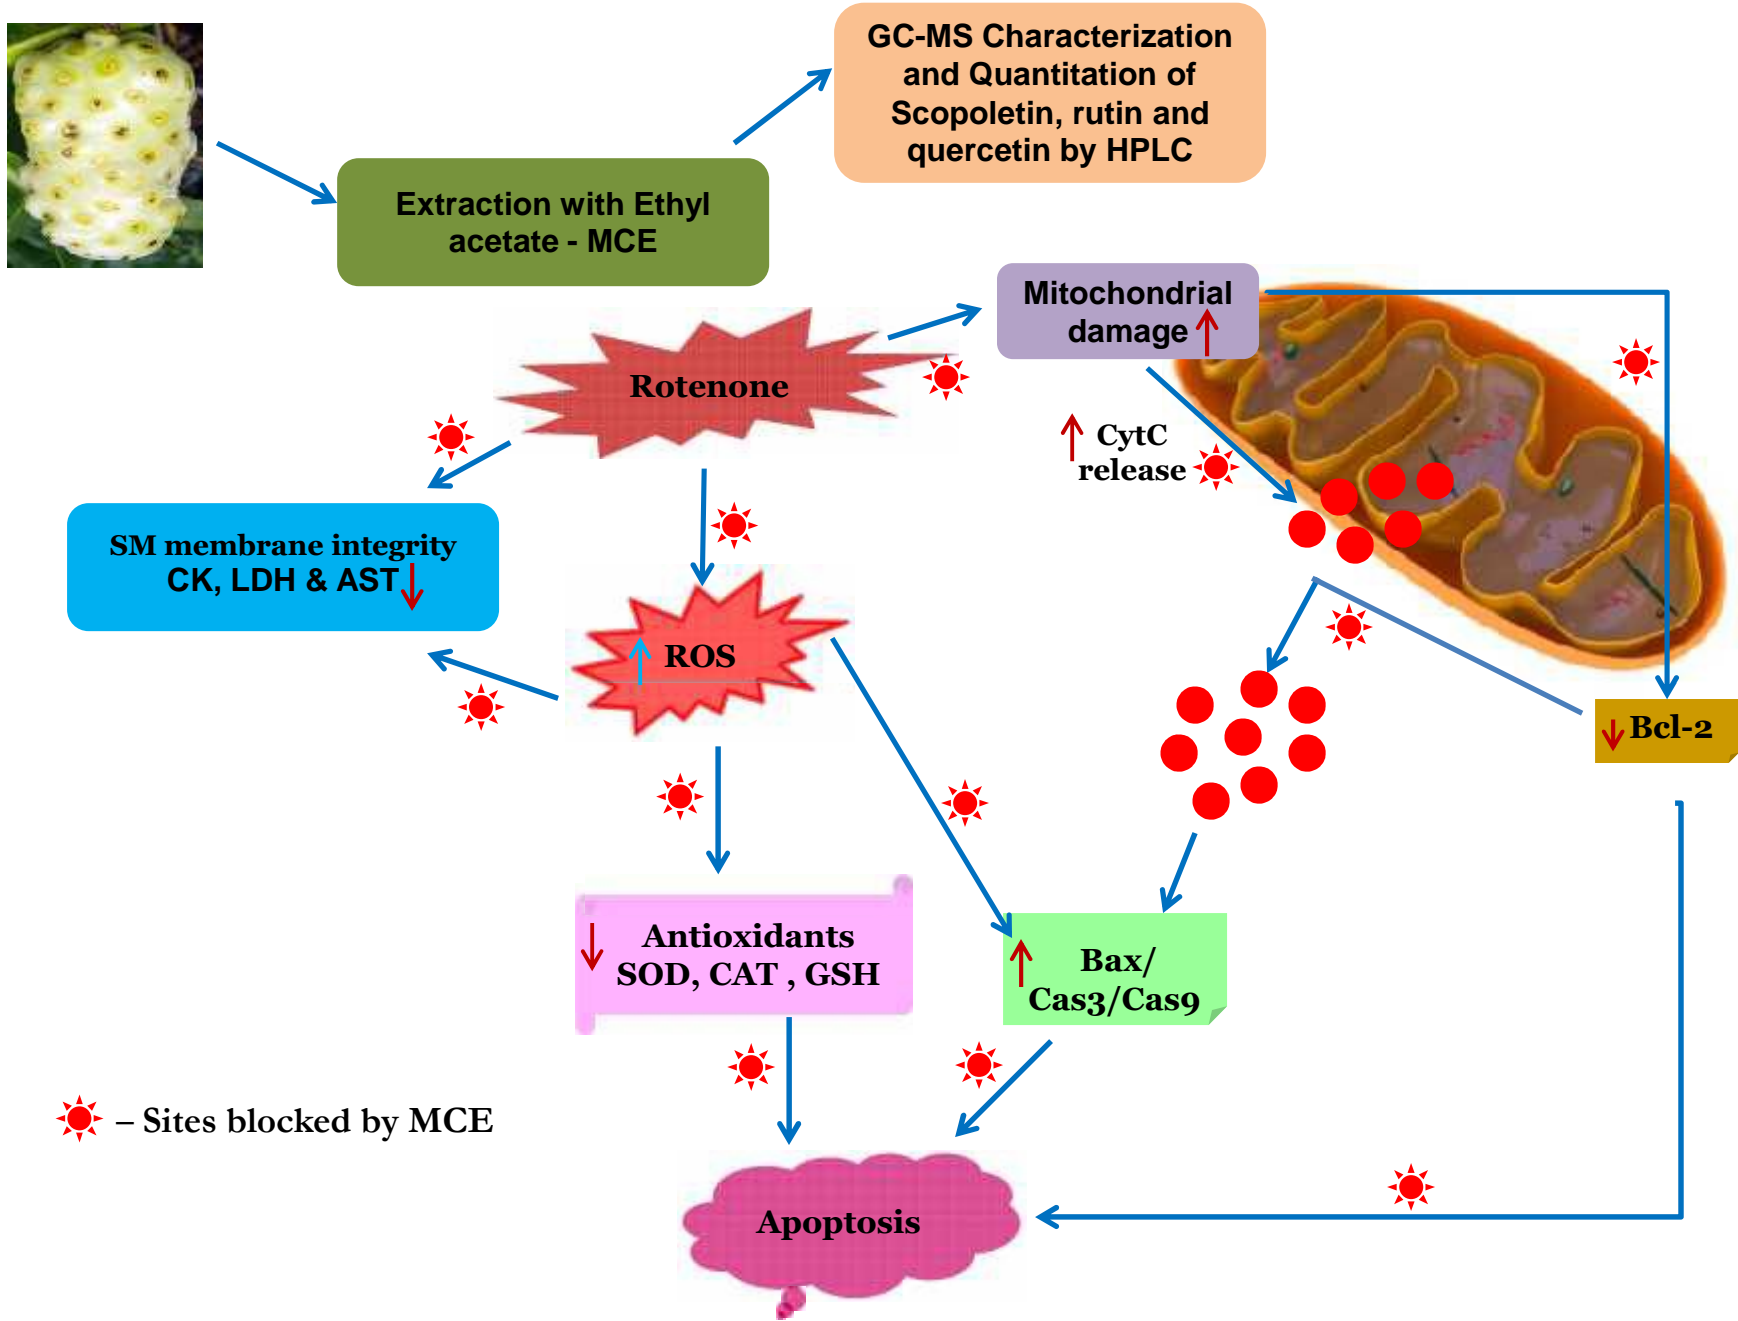 GC-MS Characterization
and Quantitation of
Scopoletin, rutin and
quercetin by HPLC
Extraction with Ethyl
acetate - MCE
Mitochondrial
damage
Rotenone
CytC
release
SM membrane integrity
CK, LDH & AST
ROS
Bcl-2
Antioxidants
SOD, CAT , GSH
Bax/
Cas3/Cas9
– Sites blocked by MCE
Apoptosis